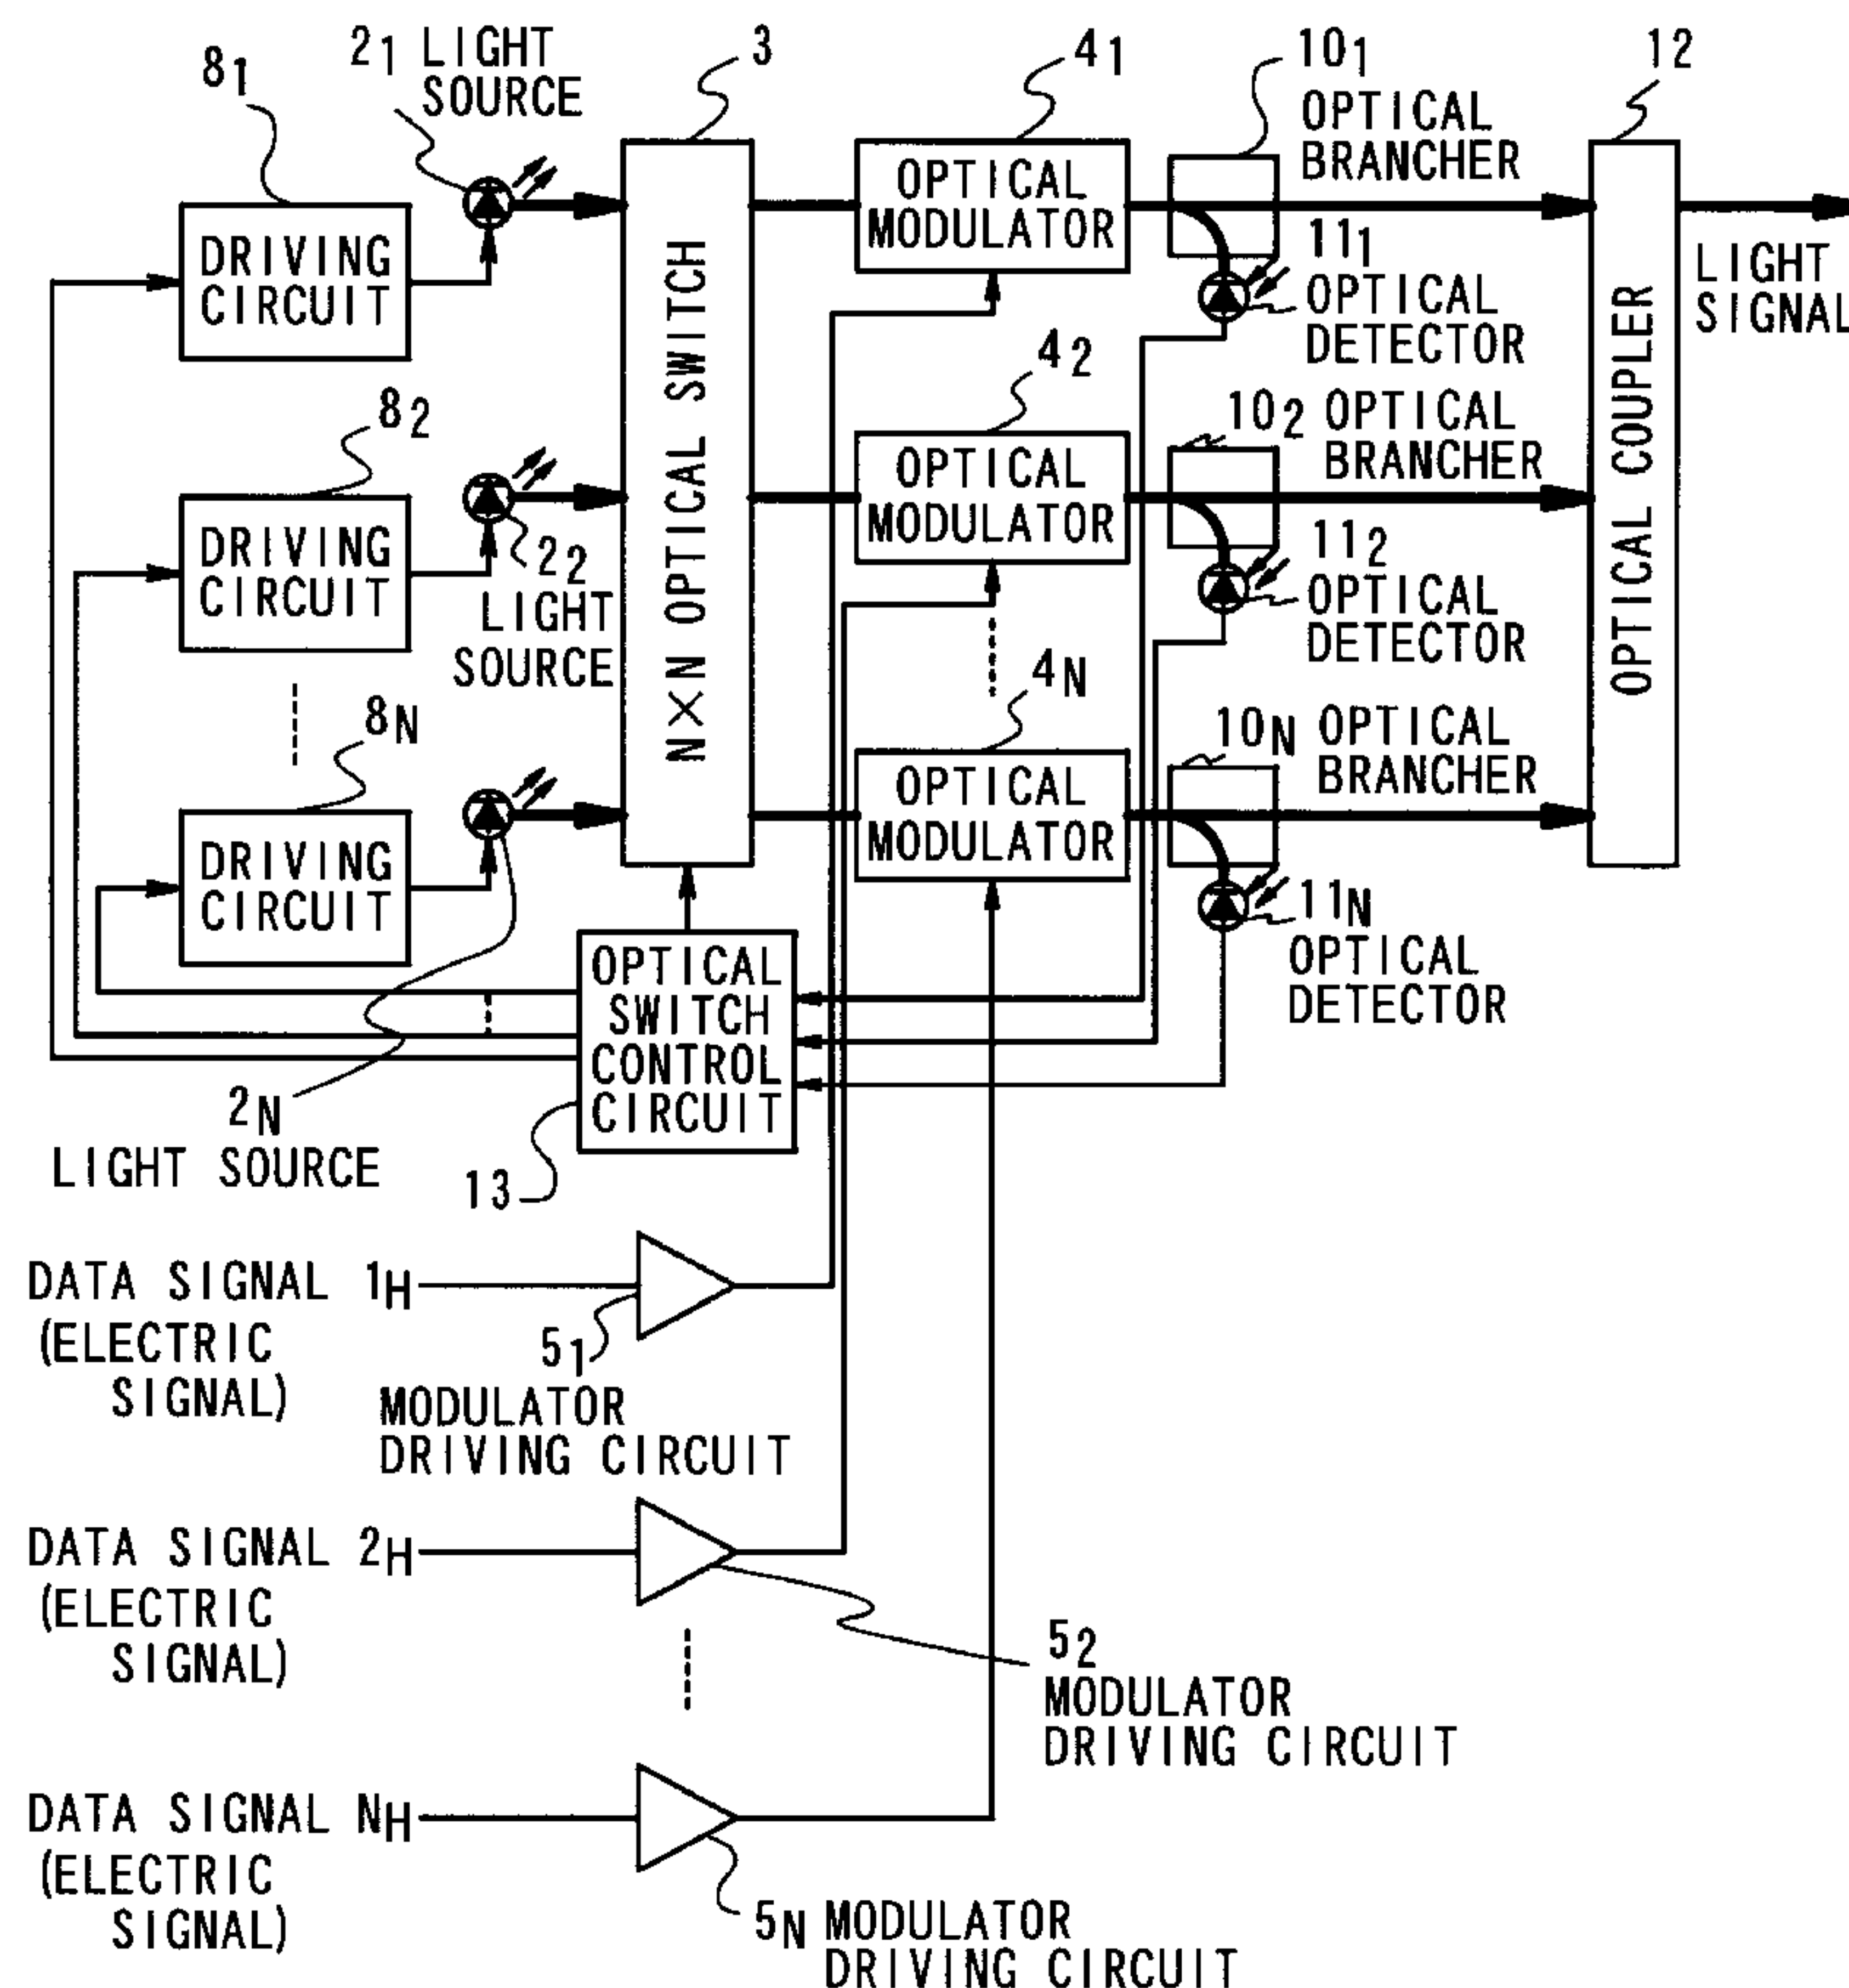 8₁
2₁ LIGHT
SOURCE
3
4₁
10₁
OPTICAL
BRANCHER
12
DRIVING
CIRCUIT
N×N OPTICAL SWITCH
OPTICAL
MODULATOR
11₁
OPTICAL
DETECTOR
OPTICAL COUPLER
LIGHT
SIGNAL
8₂
DRIVING
CIRCUIT
2₂
LIGHT
SOURCE
4₂
OPTICAL
MODULATOR
10₂ OPTICAL
BRANCHER
11₂
OPTICAL
DETECTOR
8N
DRIVING
CIRCUIT
4N
OPTICAL
MODULATOR
10N OPTICAL
BRANCHER
11N
OPTICAL
DETECTOR
OPTICAL
SWITCH
CONTROL
CIRCUIT
2N
LIGHT SOURCE
13
DATA SIGNAL 1H
(ELECTRIC
SIGNAL)
5₁
MODULATOR
DRIVING CIRCUIT
DATA SIGNAL 2H
(ELECTRIC
SIGNAL)
5₂
MODULATOR
DRIVING CIRCUIT
DATA SIGNAL NH
(ELECTRIC
SIGNAL)
5N MODULATOR
DRIVING CIRCUIT